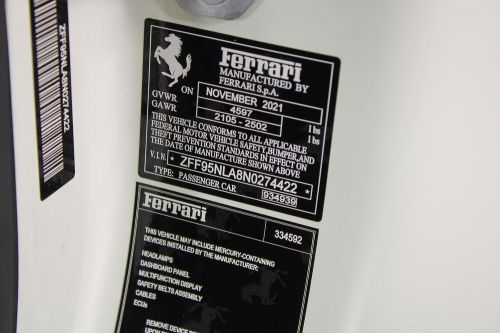 ZFF95NLA8N0274422
Ferrari
MANUFACTURED BY
FERRARI S.p.A.
ON NOVEMBER 2021
GVWR 4597 lbs
GAWR 2105 - 2502 lbs
THIS VEHICLE CONFORMS TO ALL APPLICABLE
FEDERAL MOTOR VEHICLE SAFETY, BUMPER, AND
THEFT PREVENTION STANDARDS IN EFFECT ON
THE DATE OF MANUFACTURE SHOWN ABOVE
V.I.N. * ZFF95NLA8N0274422 *
TYPE: PASSENGER CAR 934939
Ferrari 334592
THIS VEHICLE MAY INCLUDE MERCURY-CONTAINING
DEVICES INSTALLED BY THE MANUFACTURER:
HEADLAMPS
DASHBOARD PANEL
MULTIFUNCTION DISPLAY
SAFETY BELTS ASSEMBLY
CABLES
ECUs
REMOVE DEVICE